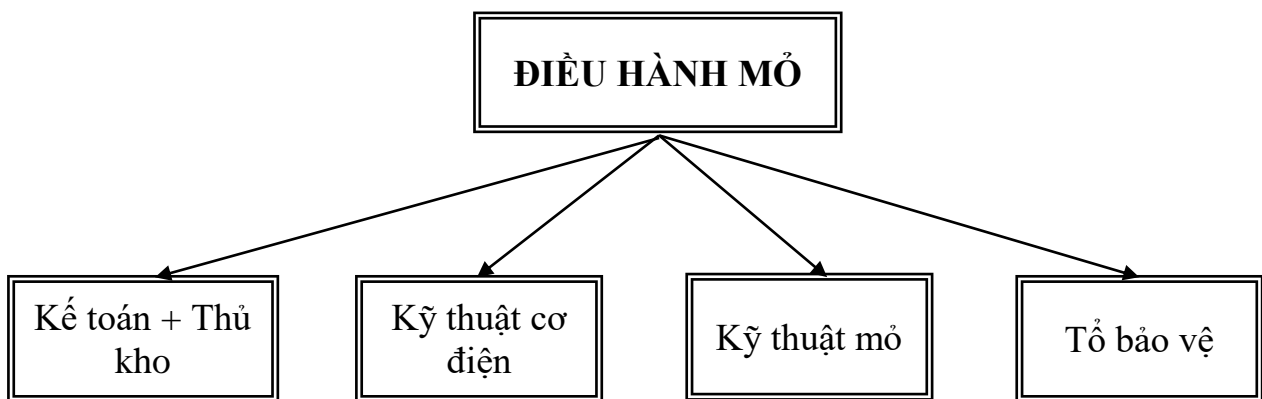 ĐIỀU HÀNH MỎ
Kế toán + Thủ
kho
Kỹ thuật cơ
điện
Kỹ thuật mỏ
Tổ bảo vệ